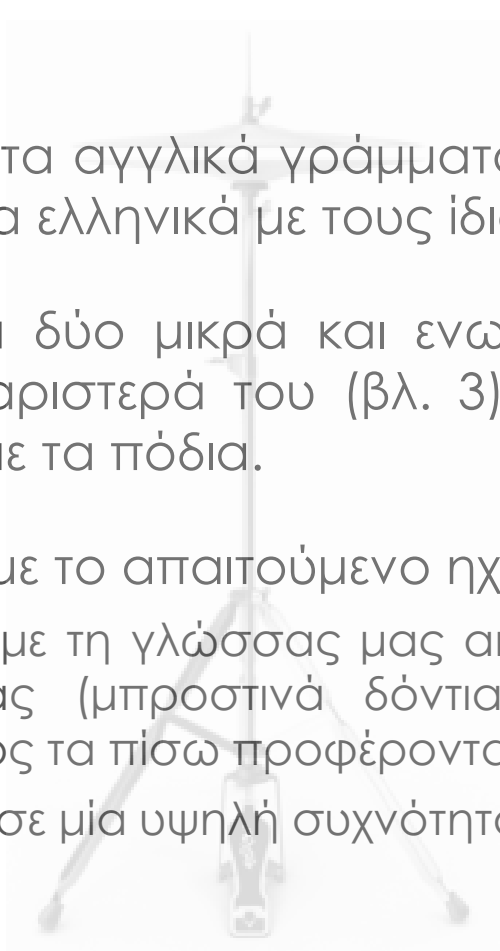 τα αγγλικά γράμματα
α ελληνικά με τους ίδι
δύο μικρά και ενω
αριστερά του (βλ. 3)
με τα πόδια.
με το απαιτούμενο ηχ
με τη γλώσσας μας απ
ας (μπροστινά δόντια
ος τα πίσω προφέροντα
σε μία υψηλή συχνότητα